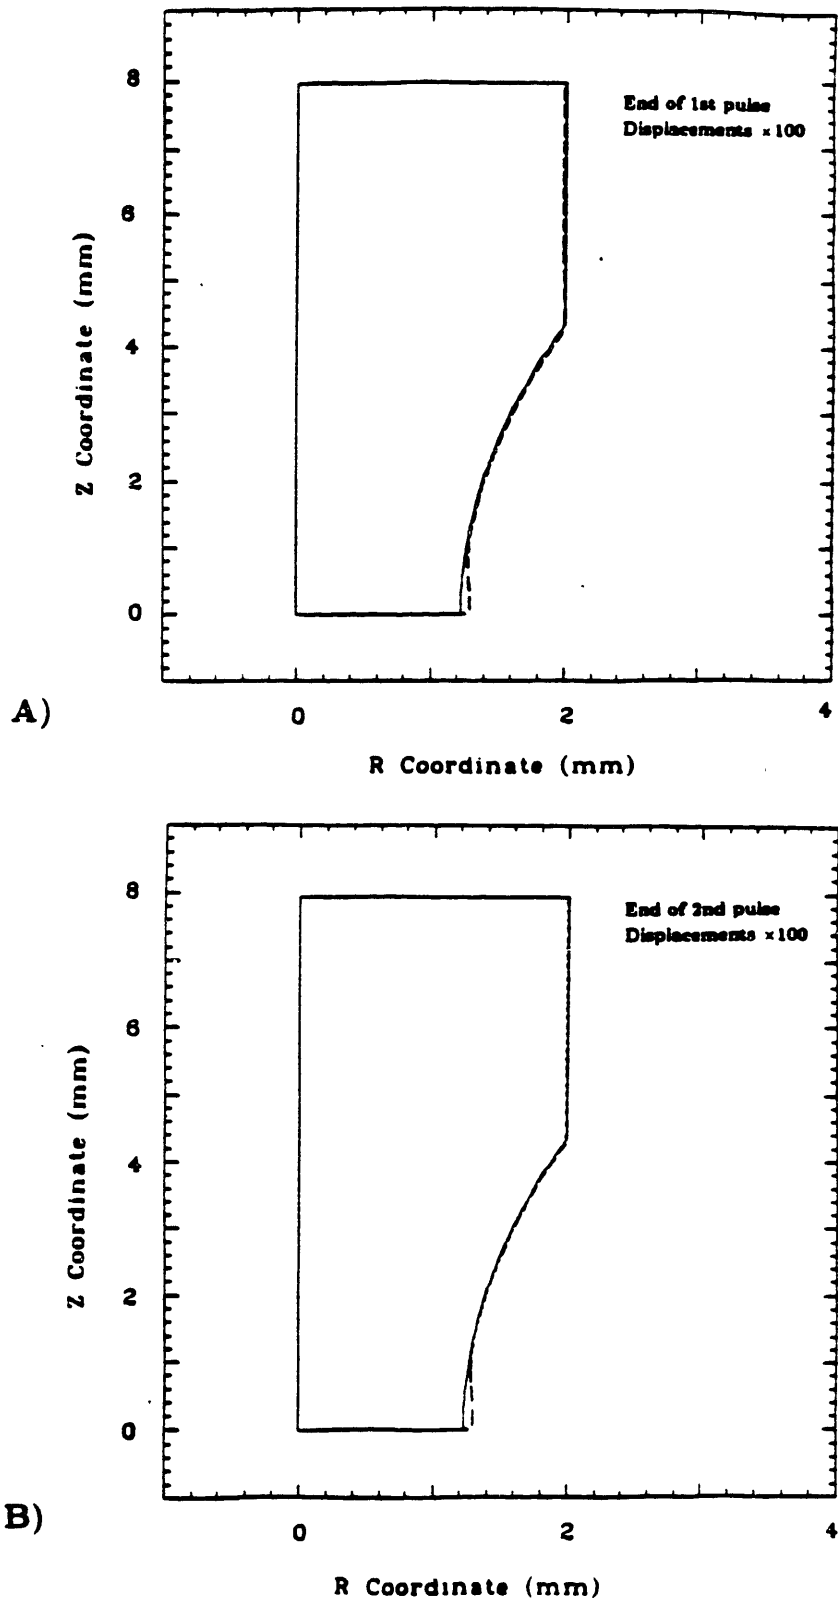 End of 1st pulse
Displacements ×100
8
6
4
2
0
Z Coordinate (mm)
0 2 4
A)
R Coordinate (mm)
End of 2nd pulse
Displacements ×100
8
6
4
2
0
Z Coordinate (mm)
0 2 4
B)
R Coordinate (mm)